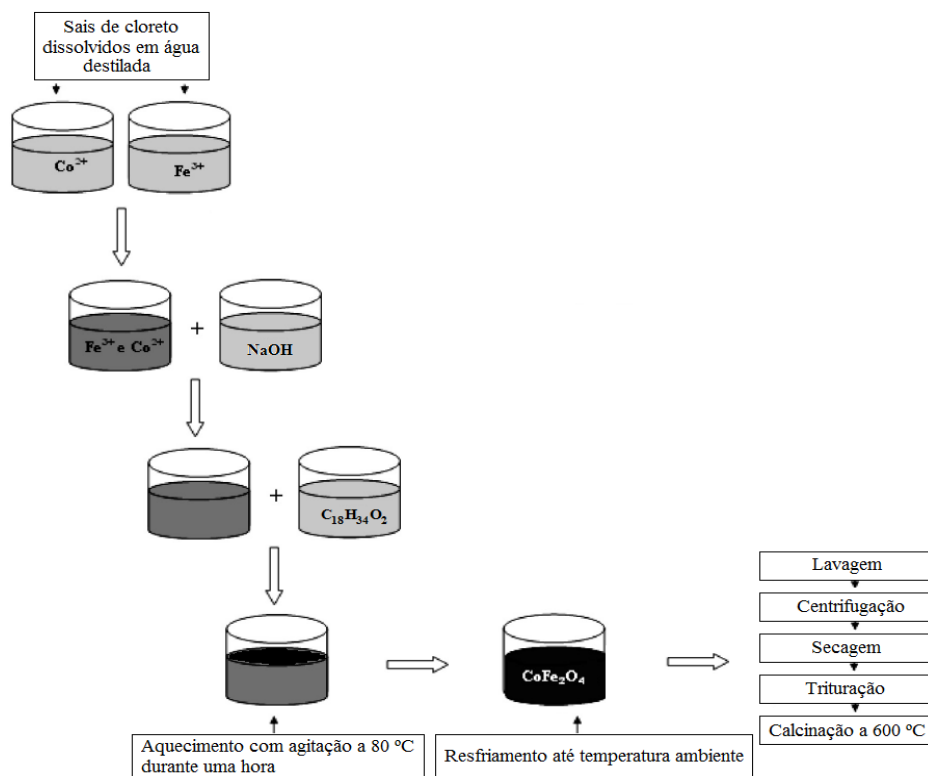 Sais de cloreto
dissolvidos em água
destilada
Co²⁺
Fe³⁺
Fe³⁺ e Co²⁺
+
NaOH
+
C₁₈H₃₄O₂
CoFe₂O₄
Aquecimento com agitação a 80 ºC
durante uma hora
Resfriamento até temperatura ambiente
Lavagem
Centrifugação
Secagem
Trituração
Calcinação a 600 ºC